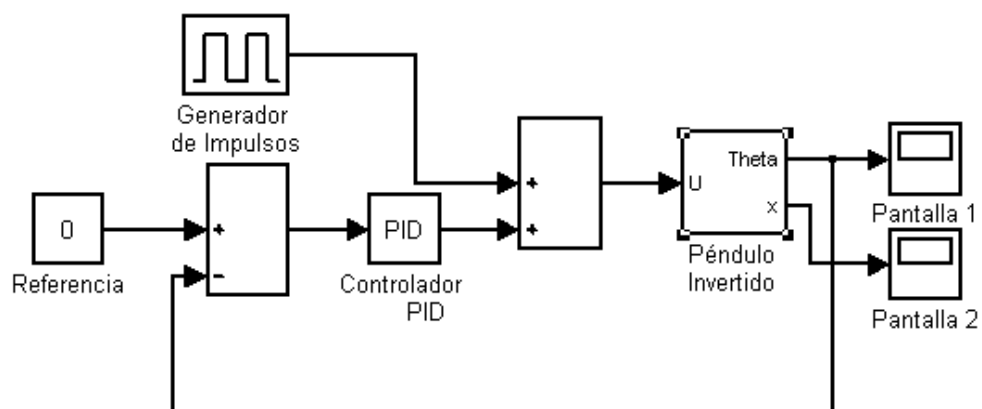 Generador
de Impulsos
+
-
0
Referencia
PID
Controlador
PID
+
+
U
Theta
x
Péndulo
Invertido
Pantalla 1
Pantalla 2